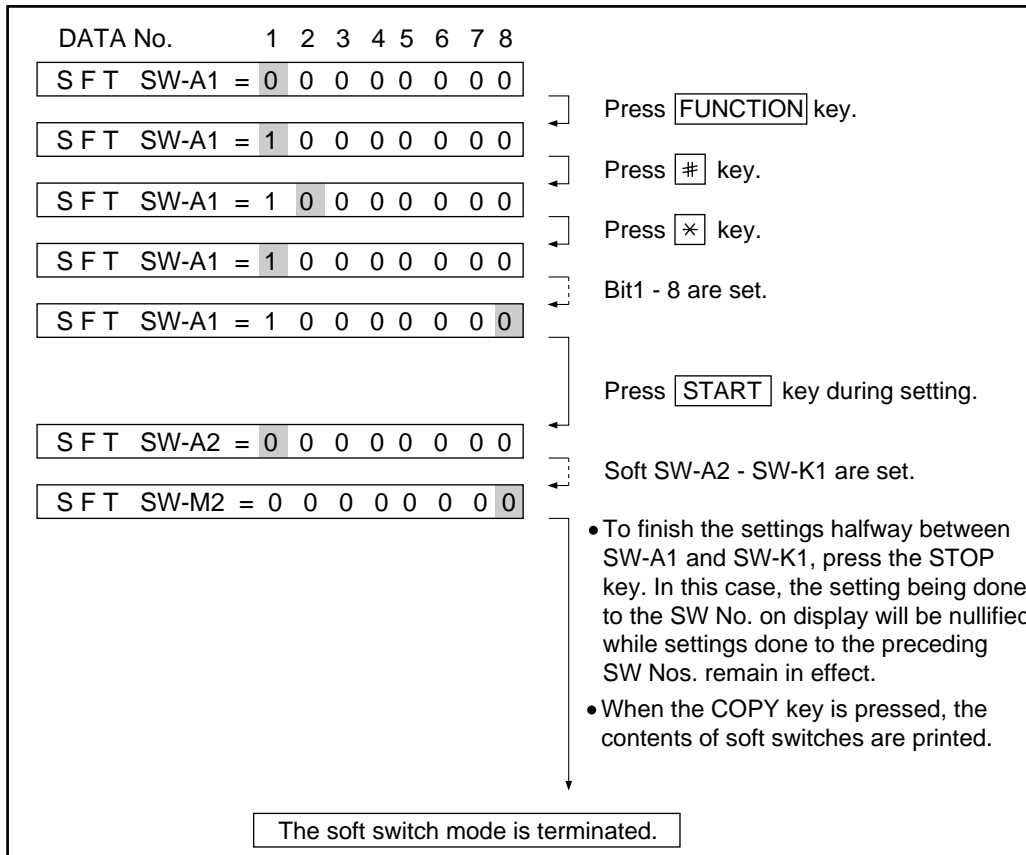 DATA No. 1 2 3 4 5 6 7 8
SFT SW-A1 = 0 0 0 0 0 0 0 0
Press FUNCTION key.
SFT SW-A1 = 1 0 0 0 0 0 0 0
Press # key.
SFT SW-A1 = 1 0 0 0 0 0 0 0
Press * key.
SFT SW-A1 = 1 0 0 0 0 0 0 0
Bit1 - 8 are set.
SFT SW-A1 = 1 0 0 0 0 0 0 0
Press START key during setting.
SFT SW-A2 = 0 0 0 0 0 0 0 0
Soft SW-A2 - SW-K1 are set.
SFT SW-M2 = 0 0 0 0 0 0 0 0
• To finish the settings halfway between
SW-A1 and SW-K1, press the STOP
key. In this case, the setting being done
to the SW No. on display will be nullified
while settings done to the preceding
SW Nos. remain in effect.
• When the COPY key is pressed, the
contents of soft switches are printed.
The soft switch mode is terminated.